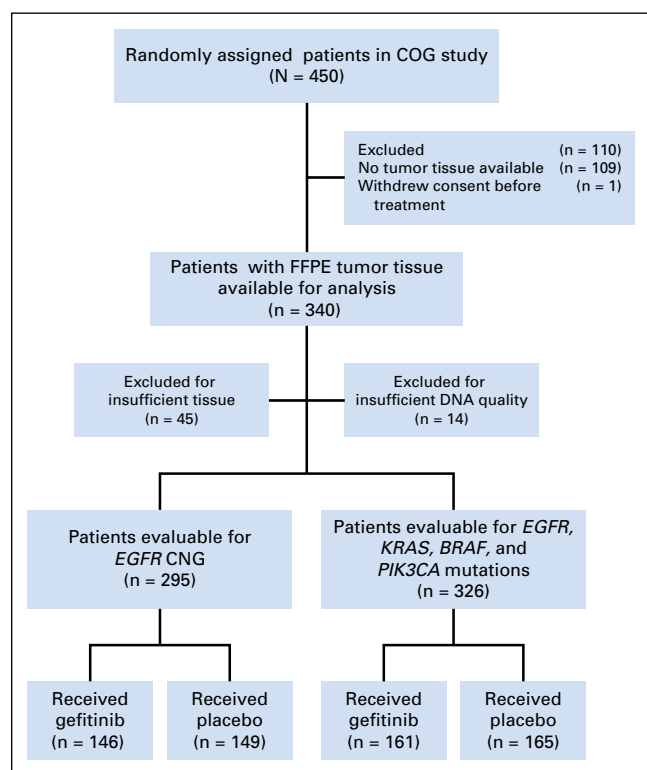 Randomly assigned patients in COG study
(N = 450)
Excluded (n = 110)
No tumor tissue available (n = 109)
Withdrew consent before (n = 1)
treatment
Patients with FFPE tumor tissue
available for analysis
(n = 340)
Excluded for
insufficient tissue
(n = 45)
Excluded for
insufficient DNA quality
(n = 14)
Patients evaluable for
EGFR CNG
(n = 295)
Patients evaluable for EGFR,
KRAS, BRAF, and
PIK3CA mutations
(n = 326)
Received
gefitinib
(n = 146)
Received
placebo
(n = 149)
Received
gefitinib
(n = 161)
Received
placebo
(n = 165)